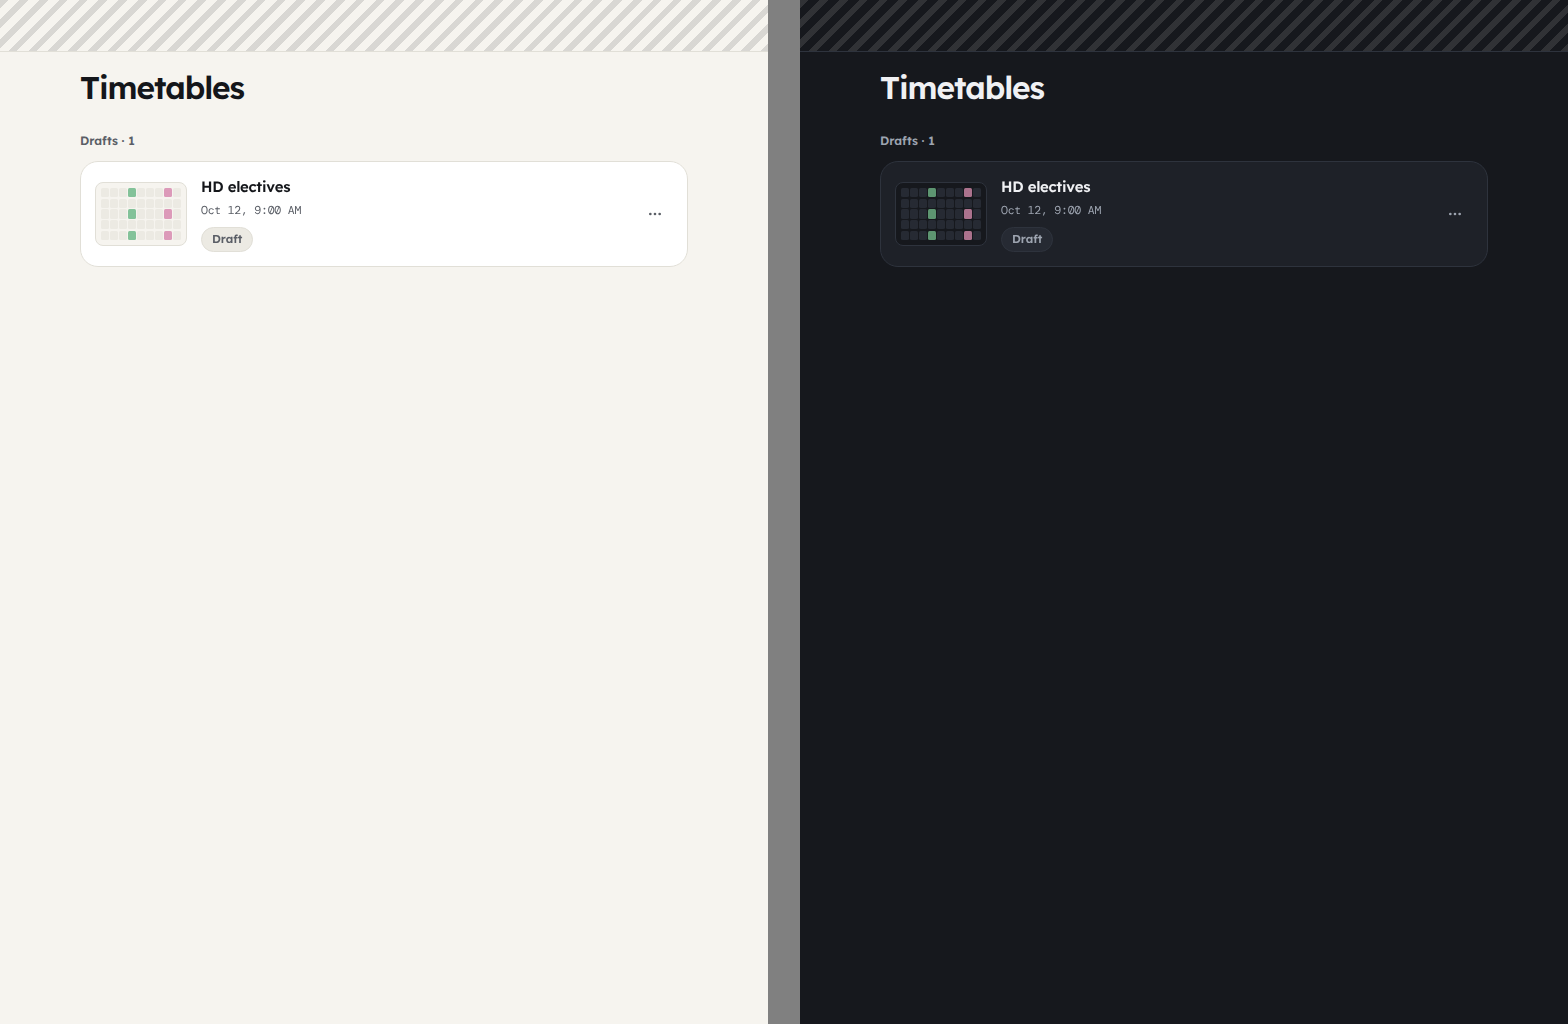 Timetables
Drafts · 1
HD electives
Oct 12, 9:00 AM
Draft
Timetables
Drafts · 1
HD electives
Oct 12, 9:00 AM
Draft